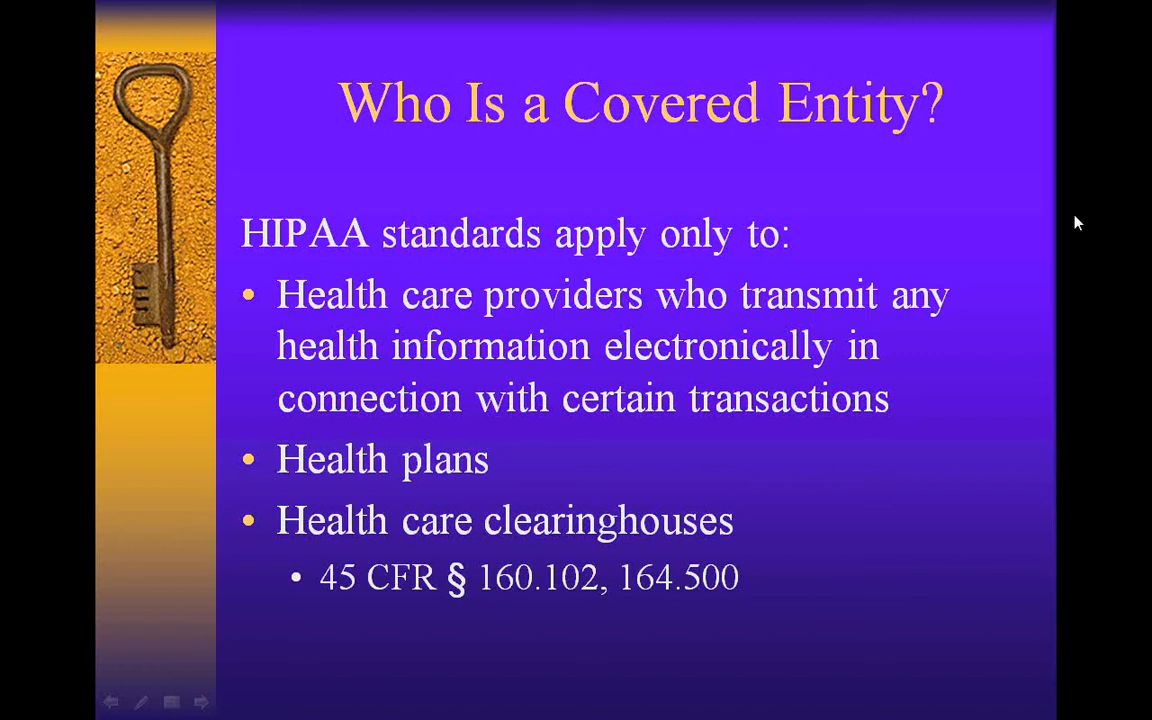 Who Is a Covered Entity?
HIPAA standards apply only to:
• Health care providers who transmit any
health information electronically in
connection with certain transactions
• Health plans
• Health care clearinghouses
• 45 CFR § 160.102, 164.500